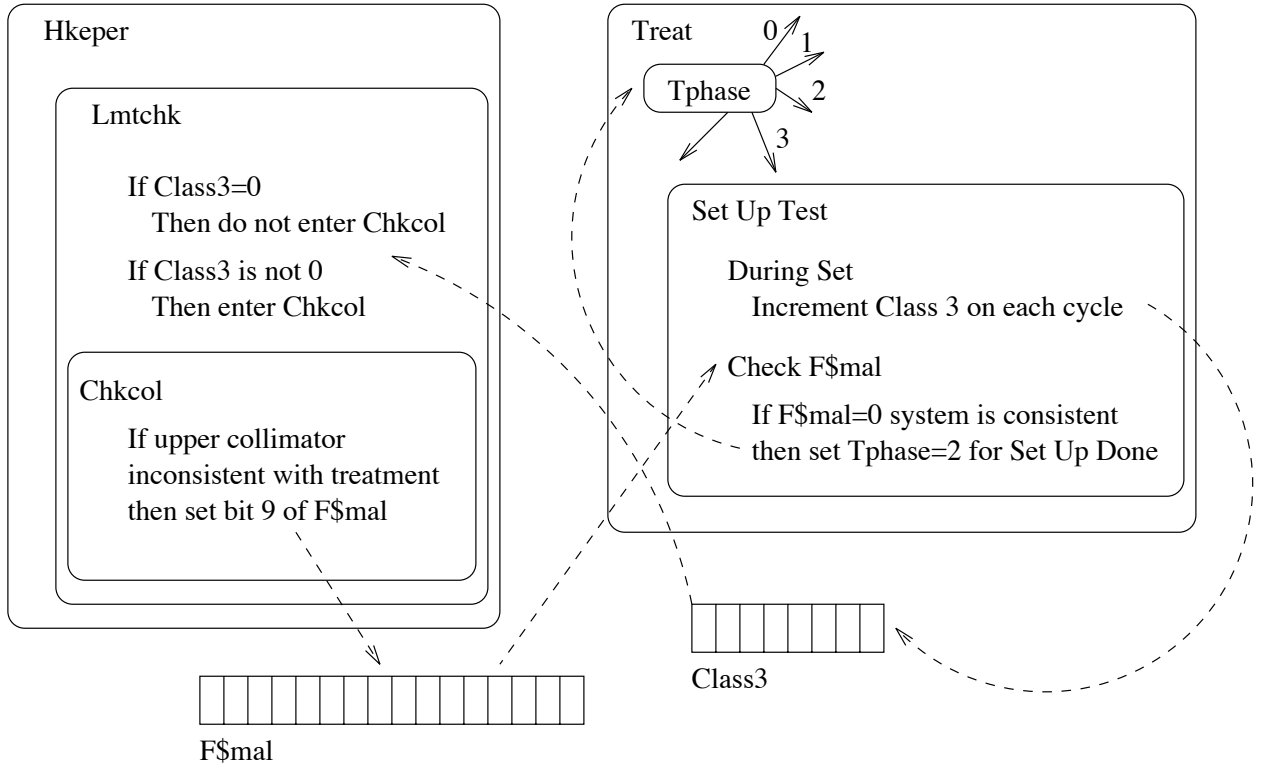 Hkeper
Lmtchk
If Class3=0
Then do not enter Chkcol
If Class3 is not 0
Then enter Chkcol
Chkcol
If upper collimator
inconsistent with treatment
then set bit 9 of F$mal
F$mal
Treat
Tphase
0
1
2
3
Set Up Test
During Set
Increment Class 3 on each cycle
Check F$mal
If F$mal=0 system is consistent
then set Tphase=2 for Set Up Done
Class3